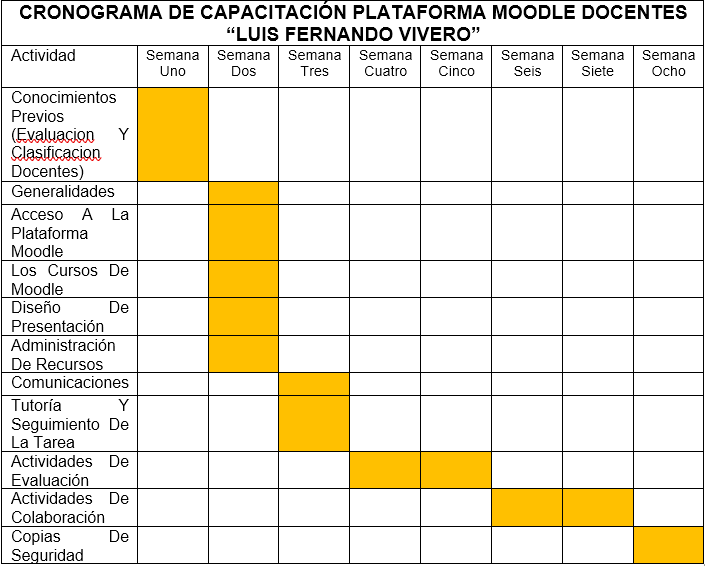 CRONOGRAMA DE CAPACITACIÓN PLATAFORMA MOODLE DOCENTES
“LUIS FERNANDO VIVERO”
Actividad
Semana
Uno
Semana
Dos
Semana
Tres
Semana
Cuatro
Semana
Cinco
Semana
Seis
Semana
Siete
Semana
Ocho
Conocimientos
Previos
(Evaluacion Y
Clasificacion
Docentes)
Generalidades
Acceso A La
Plataforma
Moodle
Los Cursos De
Moodle
Diseño De
Presentación
Administración
De Recursos
Comunicaciones
Tutoría Y
Seguimiento De
La Tarea
Actividades De
Evaluación
Actividades De
Colaboración
Copias De
Seguridad